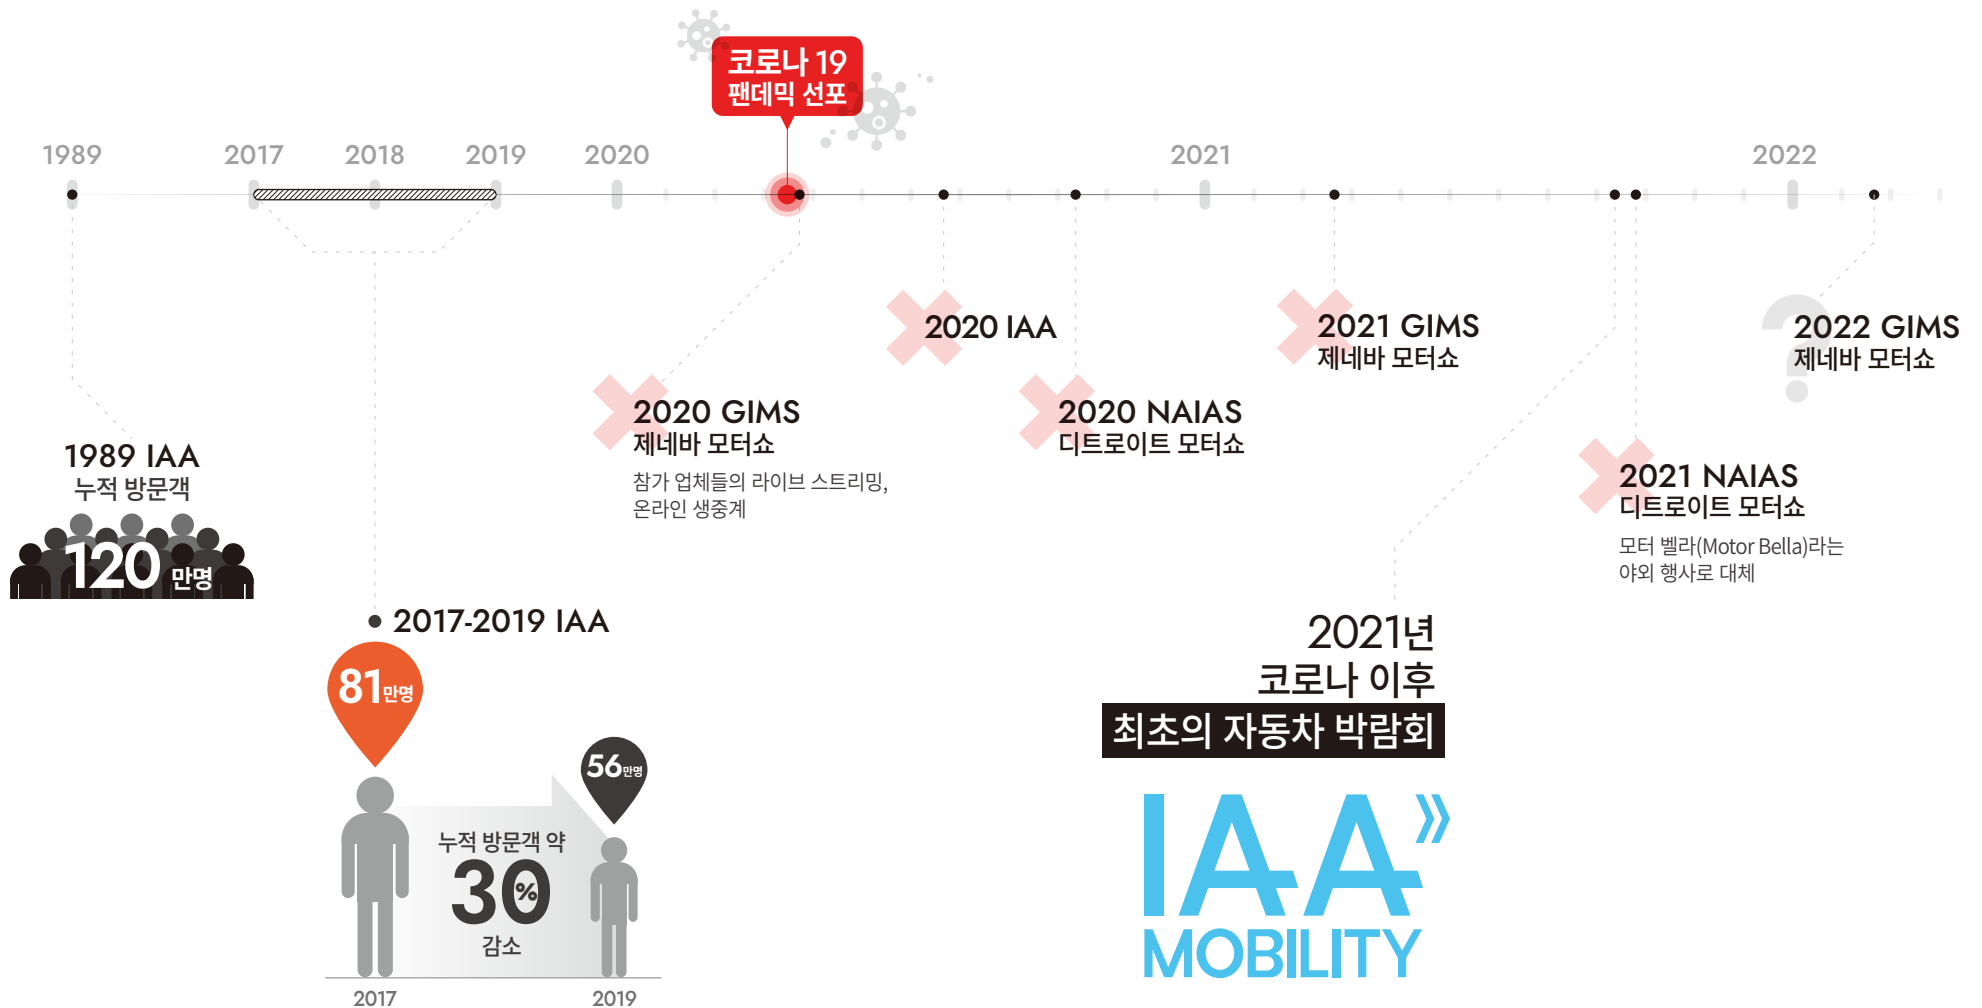 코로나 19
팬데믹 선포
1989
2017
2018
2019
2020
2021
2022
1989 IAA
누적 방문객
120 만명
2017-2019 IAA
81만명
56만명
누적 방문객 약
30%
감소
2017
2019
2020 GIMS
제네바 모터쇼
참가 업체들의 라이브 스트리밍,
온라인 생중계
2020 IAA
2020 NAIAS
디트로이트 모터쇼
2021 GIMS
제네바 모터쇼
2021년
코로나 이후
최초의 자동차 박람회
IAA
MOBILITY
2021 NAIAS
디트로이트 모터쇼
모터 벨라(Motor Bella)라는
야외 행사로 대체
?
2022 GIMS
제네바 모터쇼